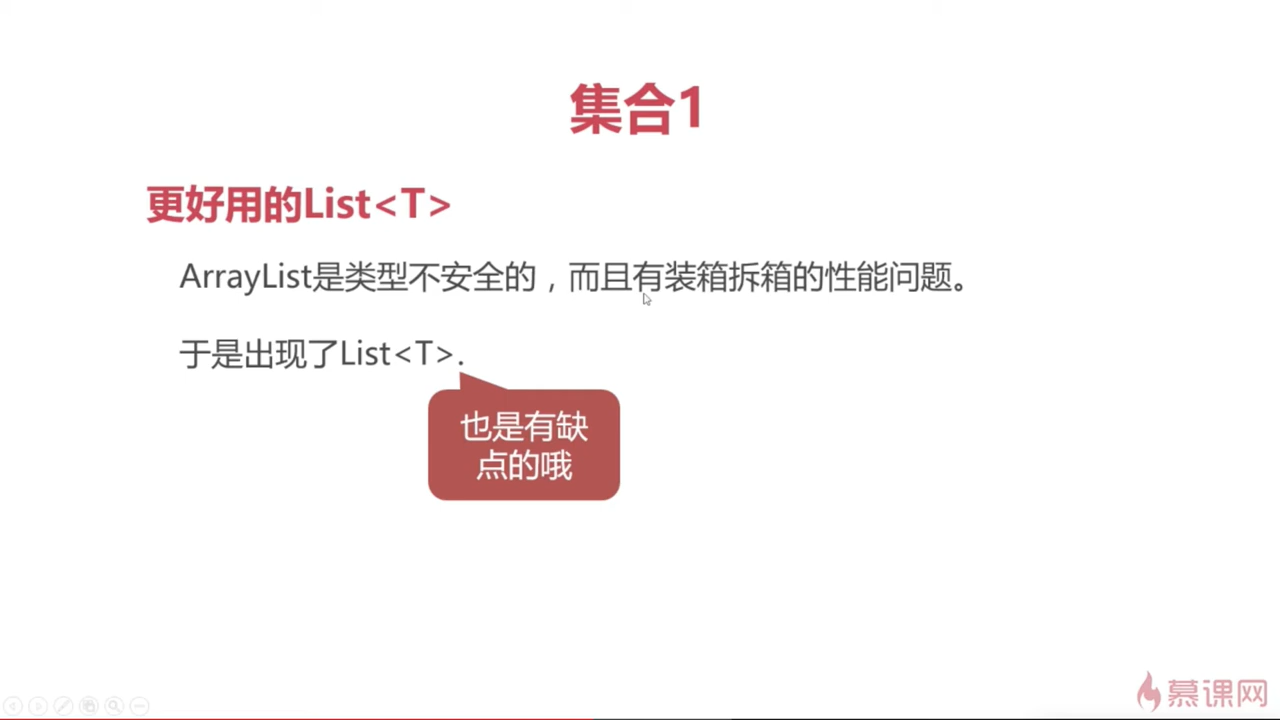 集合1
更好用的List<T>
ArrayList是类型不安全的，而且有装箱拆箱的性能问题。
于是出现了List<T>.
也是有缺
点的哦
慕课网